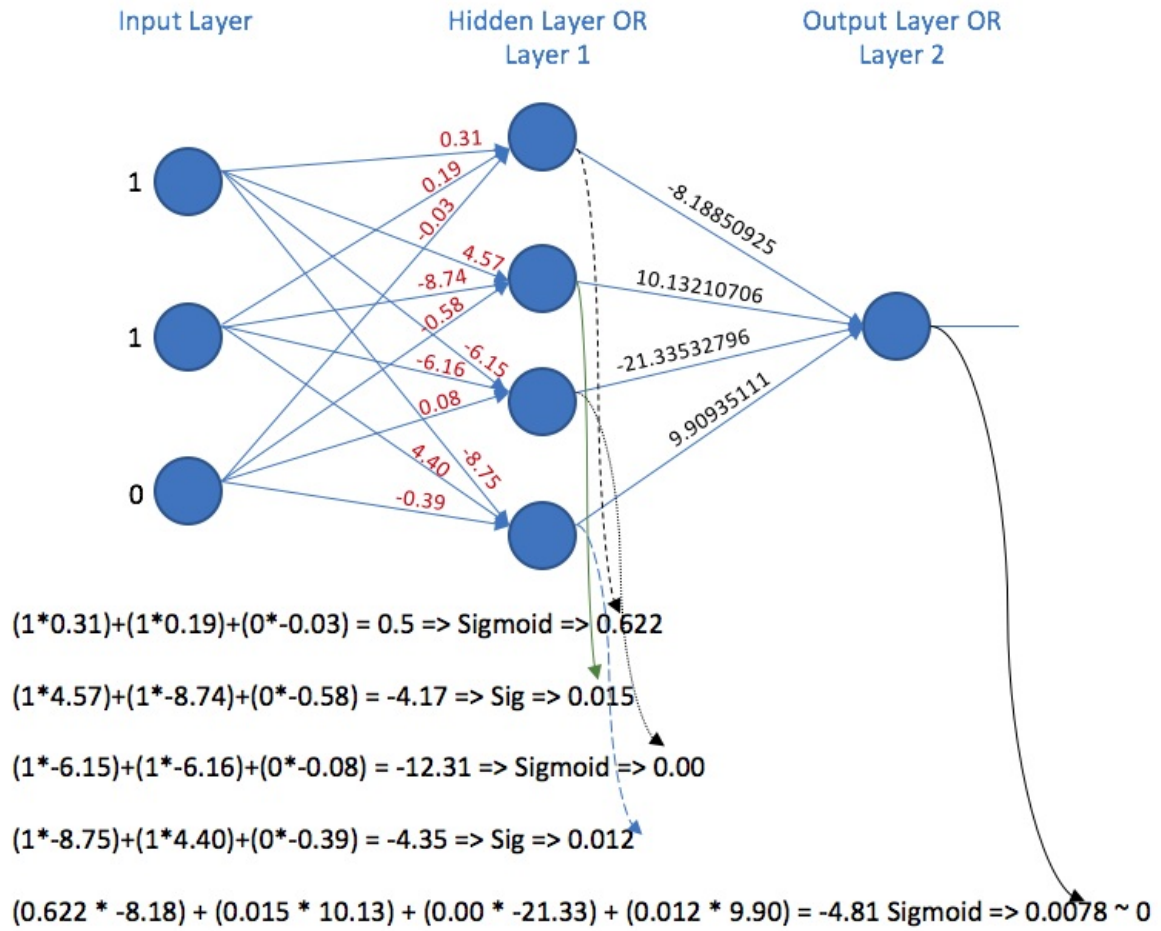 Input Layer
Hidden Layer OR
Layer 1
Output Layer OR
Layer 2
1
1
0
0.31
0.19
-0.03
4.57
-8.74
-0.58
-6.15
-6.16
0.08
-8.75
4.40
-0.39
-8.18850925
10.13210706
-21.33532796
9.90935111
(1*0.31)+(1*0.19)+(0*-0.03) = 0.5 => Sigmoid => 0.622
(1*4.57)+(1*-8.74)+(0*-0.58) = -4.17 => Sig => 0.015
(1*-6.15)+(1*-6.16)+(0*-0.08) = -12.31 => Sigmoid => 0.00
(1*-8.75)+(1*4.40)+(0*-0.39) = -4.35 => Sig => 0.012
(0.622 * -8.18) + (0.015 * 10.13) + (0.00 * -21.33) + (0.012 * 9.90) = -4.81 Sigmoid => 0.0078 ~ 0